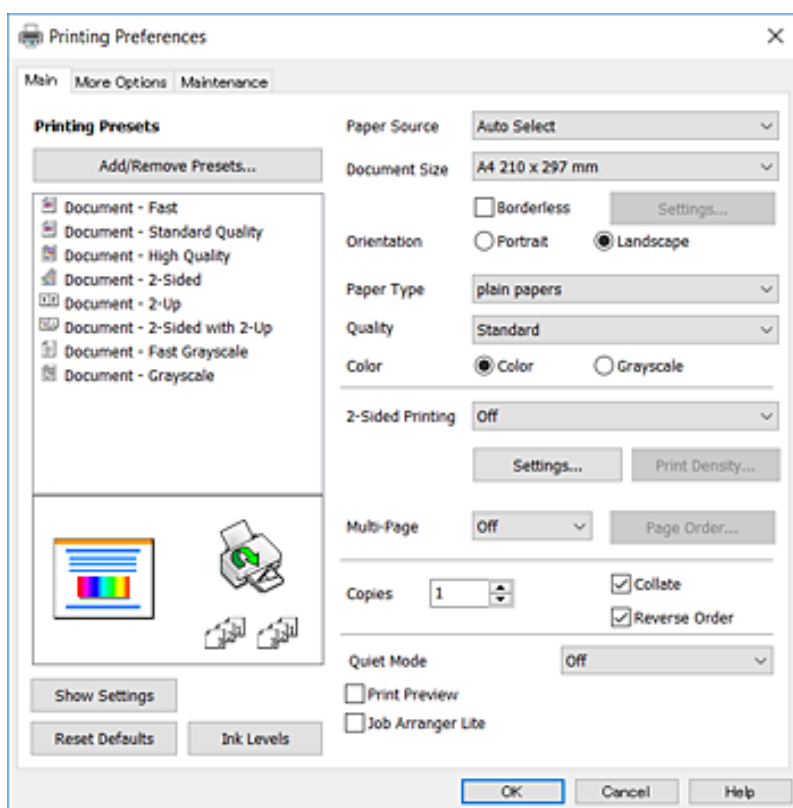 Printing Preferences
Main More Options Maintenance
Printing Presets
Add/Remove Presets...
Document - Fast
Document - Standard Quality
Document - High Quality
Document - 2-Sided
Document - 2-Up
Document - 2-Sided with 2-Up
Document - Fast Grayscale
Document - Grayscale
Show Settings
Reset Defaults Ink Levels
Paper Source Auto Select
Document Size A4 210 x 297 mm
Borderless Settings...
Orientation Portrait Landscape
Paper Type plain papers
Quality Standard
Color Color Grayscale
2-Sided Printing Off
Settings... Print Density...
Multi-Page Off Page Order...
Copies 1 Collate
Reverse Order
Quiet Mode Off
Print Preview
Job Arranger Lite
OK Cancel Help